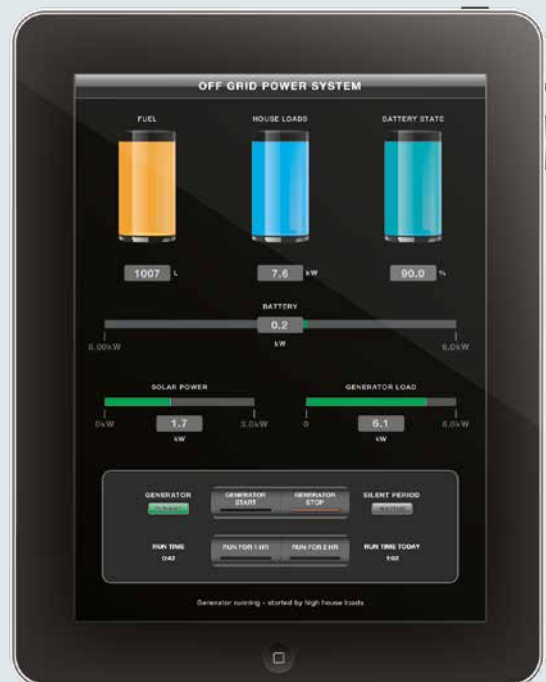 OFF GRID POWER SYSTEM
FUEL HOUSE LOADS BATTERY STATE
1007 L 7.6 kW 90.0 %
BATTERY
0.2
kW
6.00kW 6.0kW
SOLAR POWER GENERATOR LOAD
0kW 1.7 3.0kW 0 6.1 6.0kW
kW kW
GENERATOR GENERATOR START GENERATOR STOP SILENT PERIOD
RUN TIME RUN FOR 1 HR RUN FOR 2 HR RUN TIME TODAY
0:42 1:02
Generator running - started by high house loads